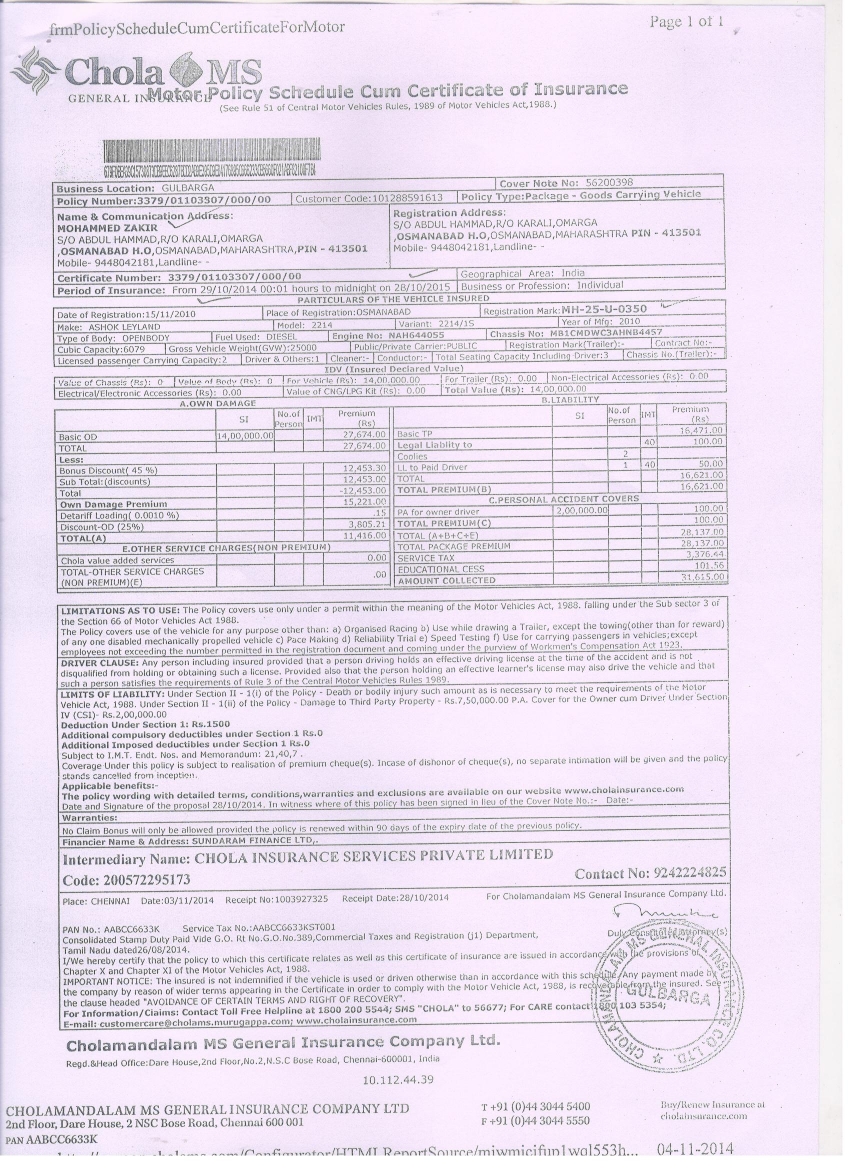 frmPolicyScheduleCumCertificateForMotor
Page 1 of 1
Chola MS
GENERAL INSURANCE
Motor Policy Schedule Cum Certificate of Insurance
(See Rule 51 of Central Motor Vehicles Rules, 1989 of Motor Vehicles Act,1988.)
Business Location: GULBARGA Cover Note No: 56200398
Policy Number:3379/01103307/000/00 Customer Code:101288591613 Policy Type:Package - Goods Carrying Vehicle
Name & Communication Address: Registration Address:
MOHAMMED ZAKIR S/O ABDUL HAMMAD,R/O KARALI,OMARGA
S/O ABDUL HAMMAD,R/O KARALI,OMARGA ,OSMANABAD H.O,OSMANABAD,MAHARASHTRA PIN - 413501
,OSMANABAD H.O,OSMANABAD,MAHARASHTRA,PIN - 413501 Mobile- 9448042181,Landline- -
Mobile- 9448042181,Landline- -
Certificate Number: 3379/01103307/000/00 Geographical Area: India
Period of Insurance: From 29/10/2014 00:01 hours to midnight on 28/10/2015 Business or Profession: Individual
PARTICULARS OF THE VEHICLE INSURED
Date of Registration:15/11/2010 Place of Registration:OSMANABAD Registration Mark:MH-25-U-0350
Make: ASHOK LEYLAND Model: 2214 Variant: 2214/1S Year of Mfg: 2010
Type of Body: OPENBODY Fuel Used: DIESEL Engine No: NAH644055 Chassis No: MB1CMDWC3AHNB4457
Cubic Capacity:6079 Gross Vehicle Weight(GVW):25000 Public/Private Carrier:PUBLIC Registration Mark(Trailer):- Contract No:-
Licensed passenger Carrying Capacity:2 Driver & Others:1 Cleaner:- Conductor:- Total Seating Capacity Including Driver:3 Chassis No.(Trailer):-
IDV (Insured Declared Value)
Value of Chassis (Rs): 0 Value of Body (Rs): 0 For Vehicle (Rs): 14,00,000.00 For Trailer (Rs): 0.00 Non-Electrical Accessories (Rs): 0.00
Electrical/Electronic Accessories (Rs): 0.00 Value of CNG/LPG Kit (Rs): 0.00 Total Value (Rs): 14,00,000.00
A.OWN DAMAGE B.LIABILITY
SI No.of Person IMT Premium (Rs) SI No.of Person IMT Premium (Rs)
Basic OD 14,00,000.00 27,674.00 Basic TP 16,471.00
TOTAL 27,674.00 Legal Liablity to 40 100.00
Less: Coolies 2
Bonus Discount( 45 %) 12,453.30 LL to Paid Driver 1 40 50.00
Sub Total:(discounts) 12,453.00 TOTAL 16,621.00
Total -12,453.00 TOTAL PREMIUM(B) 16,621.00
Own Damage Premium 15,221.00 C.PERSONAL ACCIDENT COVERS
Detariff Loading( 0.0010 %) .15 PA for owner driver 2,00,000.00 100.00
Discount-OD (25%) 3,805.21 TOTAL PREMIUM(C) 100.00
TOTAL(A) 11,416.00 TOTAL (A+B+C+E) 28,137.00
E.OTHER SERVICE CHARGES(NON PREMIUM) TOTAL PACKAGE PREMIUM 28,137.00
Chola value added services 0.00 SERVICE TAX 3,376.44
TOTAL-OTHER SERVICE CHARGES .00 EDUCATIONAL CESS 101.56
(NON PREMIUM)(E) AMOUNT COLLECTED 31,615.00
LIMITATIONS AS TO USE: The Policy covers use only under a permit within the meaning of the Motor Vehicles Act, 1988. falling under the Sub sector 3 of
the Section 66 of Motor Vehicles Act 1988.
The Policy covers use of the vehicle for any purpose other than: a) Organised Racing b) Use while drawing a Trailer, except the towing(other than for reward)
of any one disabled mechanically propelled vehicle c) Pace Making d) Reliability Trial e) Speed Testing f) Use for carrying passengers in vehicles;except
employees not exceeding the number permitted in the registration document and coming under the purview of Workmen's Compensation Act 1923.
DRIVER CLAUSE: Any person including insured provided that a person driving holds an effective driving license at the time of the accident and is not
disqualified from holding or obtaining such a license. Provided also that the person holding an effective learner's license may also drive the vehicle and that
such a person satisfies the requirements of Rule 3 of the Central Motor Vehicles Rules 1989.
LIMITS OF LIABILITY: Under Section II - 1(i) of the Policy - Death or bodily injury such amount as is necessary to meet the requirements of the Motor
Vehicle Act, 1988. Under Section II - 1(ii) of the Policy - Damage to Third Party Property - Rs.7,50,000.00 P.A. Cover for the Owner cum Driver Under Section
IV (CSI)- Rs.2,00,000.00
Deduction Under Section 1: Rs.1500
Additional compulsory deductibles under Section 1 Rs.0
Additional Imposed deductibles under Section 1 Rs.0
Subject to I.M.T. Endt. Nos. and Memorandum: 21,40,7 .
Coverage Under this policy is subject to realisation of premium cheque(s). Incase of dishonor of cheque(s), no separate intimation will be given and the policy
stands cancelled from inception.
Applicable benefits:-
The policy wording with detailed terms, conditions,warranties and exclusions are available on our website www.cholainsurance.com
Date and Signature of the proposal 28/10/2014. In witness where of this policy has been signed in lieu of the Cover Note No.:- Date:-
Warranties:
No Claim Bonus will only be allowed provided the policy is renewed within 90 days of the expiry date of the previous policy.
Financier Name & Address: SUNDARAM FINANCE LTD,.
Intermediary Name: CHOLA INSURANCE SERVICES PRIVATE LIMITED
Code: 200572295173 Contact No: 9242224825
Place: CHENNAI Date:03/11/2014 Receipt No:1003927325 Receipt Date:28/10/2014 For Cholamandalam MS General Insurance Company Ltd.
PAN No.: AABCC6633K Service Tax No.:AABCC6633KST001 Duly Constituted Attorney(s)
Consolidated Stamp Duty Paid Vide G.O. Rt No.G.O.No.389,Commercial Taxes and Registration (j1) Department,
Tamil Nadu dated26/08/2014.
I/We hereby certify that the policy to which this certificate relates as well as this certificate of insurance are issued in accordance with the provisions of
Chapter X and Chapter XI of the Motor Vehicles Act, 1988.
IMPORTANT NOTICE: The insured is not indemnified if the vehicle is used or driven otherwise than in accordance with this schedule. Any payment made by
the company by reason of wider terms appearing in the Certificate in order to comply with the Motor Vehicle Act, 1988, is recoverable from the insured. See
the clause headed "AVOIDANCE OF CERTAIN TERMS AND RIGHT OF RECOVERY".
For Information/Claims: Contact Toll Free Helpline at 1800 200 5544; SMS "CHOLA" to 56677; For CARE contact 1800 103 5354;
E-mail: customercare@cholams.murugappa.com; www.cholainsurance.com
CHOLAMANDALAM MS GENERAL INSURANCE CO. LTD.
GULBARGA
Cholamandalam MS General Insurance Company Ltd.
Regd.&Head Office:Dare House,2nd Floor,No.2,N.S.C Bose Road, Chennai-600001, India
10.112.44.39
CHOLAMANDALAM MS GENERAL INSURANCE COMPANY LTD T +91 (0)44 3044 5400 Buy/Renew Insurance at
2nd Floor, Dare House, 2 NSC Bose Road, Chennai 600 001 F +91 (0)44 3044 5550 cholainsurance.com
PAN AABCC6633K
04-11-2014